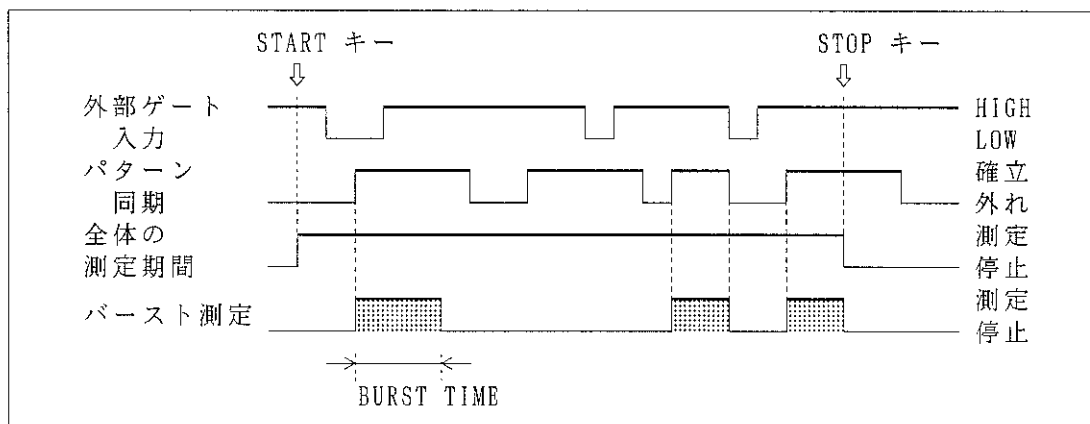 START キー STOP キー
外部ゲート HIGH
入力 LOW
パターン 確立
同期 外れ
全体の 測定
測定期間 停止
測定
バースト測定
停止
BURST TIME